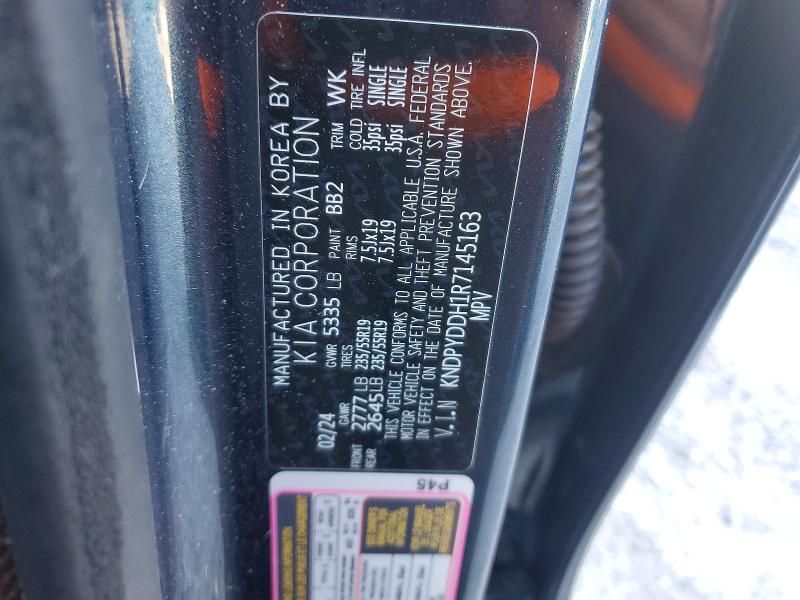 MANUFACTURED IN KOREA BY
KIA CORPORATION
02/24 GVWR 5335 LB PAINT BB2 TRIM WK
GAWR TIRES RIMS COLD TIRE INFL
FRONT 2777 LB 235/55R19 7.5Jx19 35psi SINGLE
REAR 2645 LB 235/55R19 7.5Jx19 35psi SINGLE
THIS VEHICLE CONFORMS TO ALL APPLICABLE U.S.A. FEDERAL
MOTOR VEHICLE SAFETY AND THEFT PREVENTION STANDARDS
IN EFFECT ON THE DATE OF MANUFACTURE SHOWN ABOVE.
V.I.N KNDPYDDH1R7145163
MPV
P45